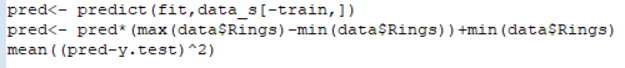 pred<- predict(fit,data_s[-train,])
pred<- pred*(max(data$Rings)-min(data$Rings))+min(data$Rings)
mean((pred-y.test)^2)